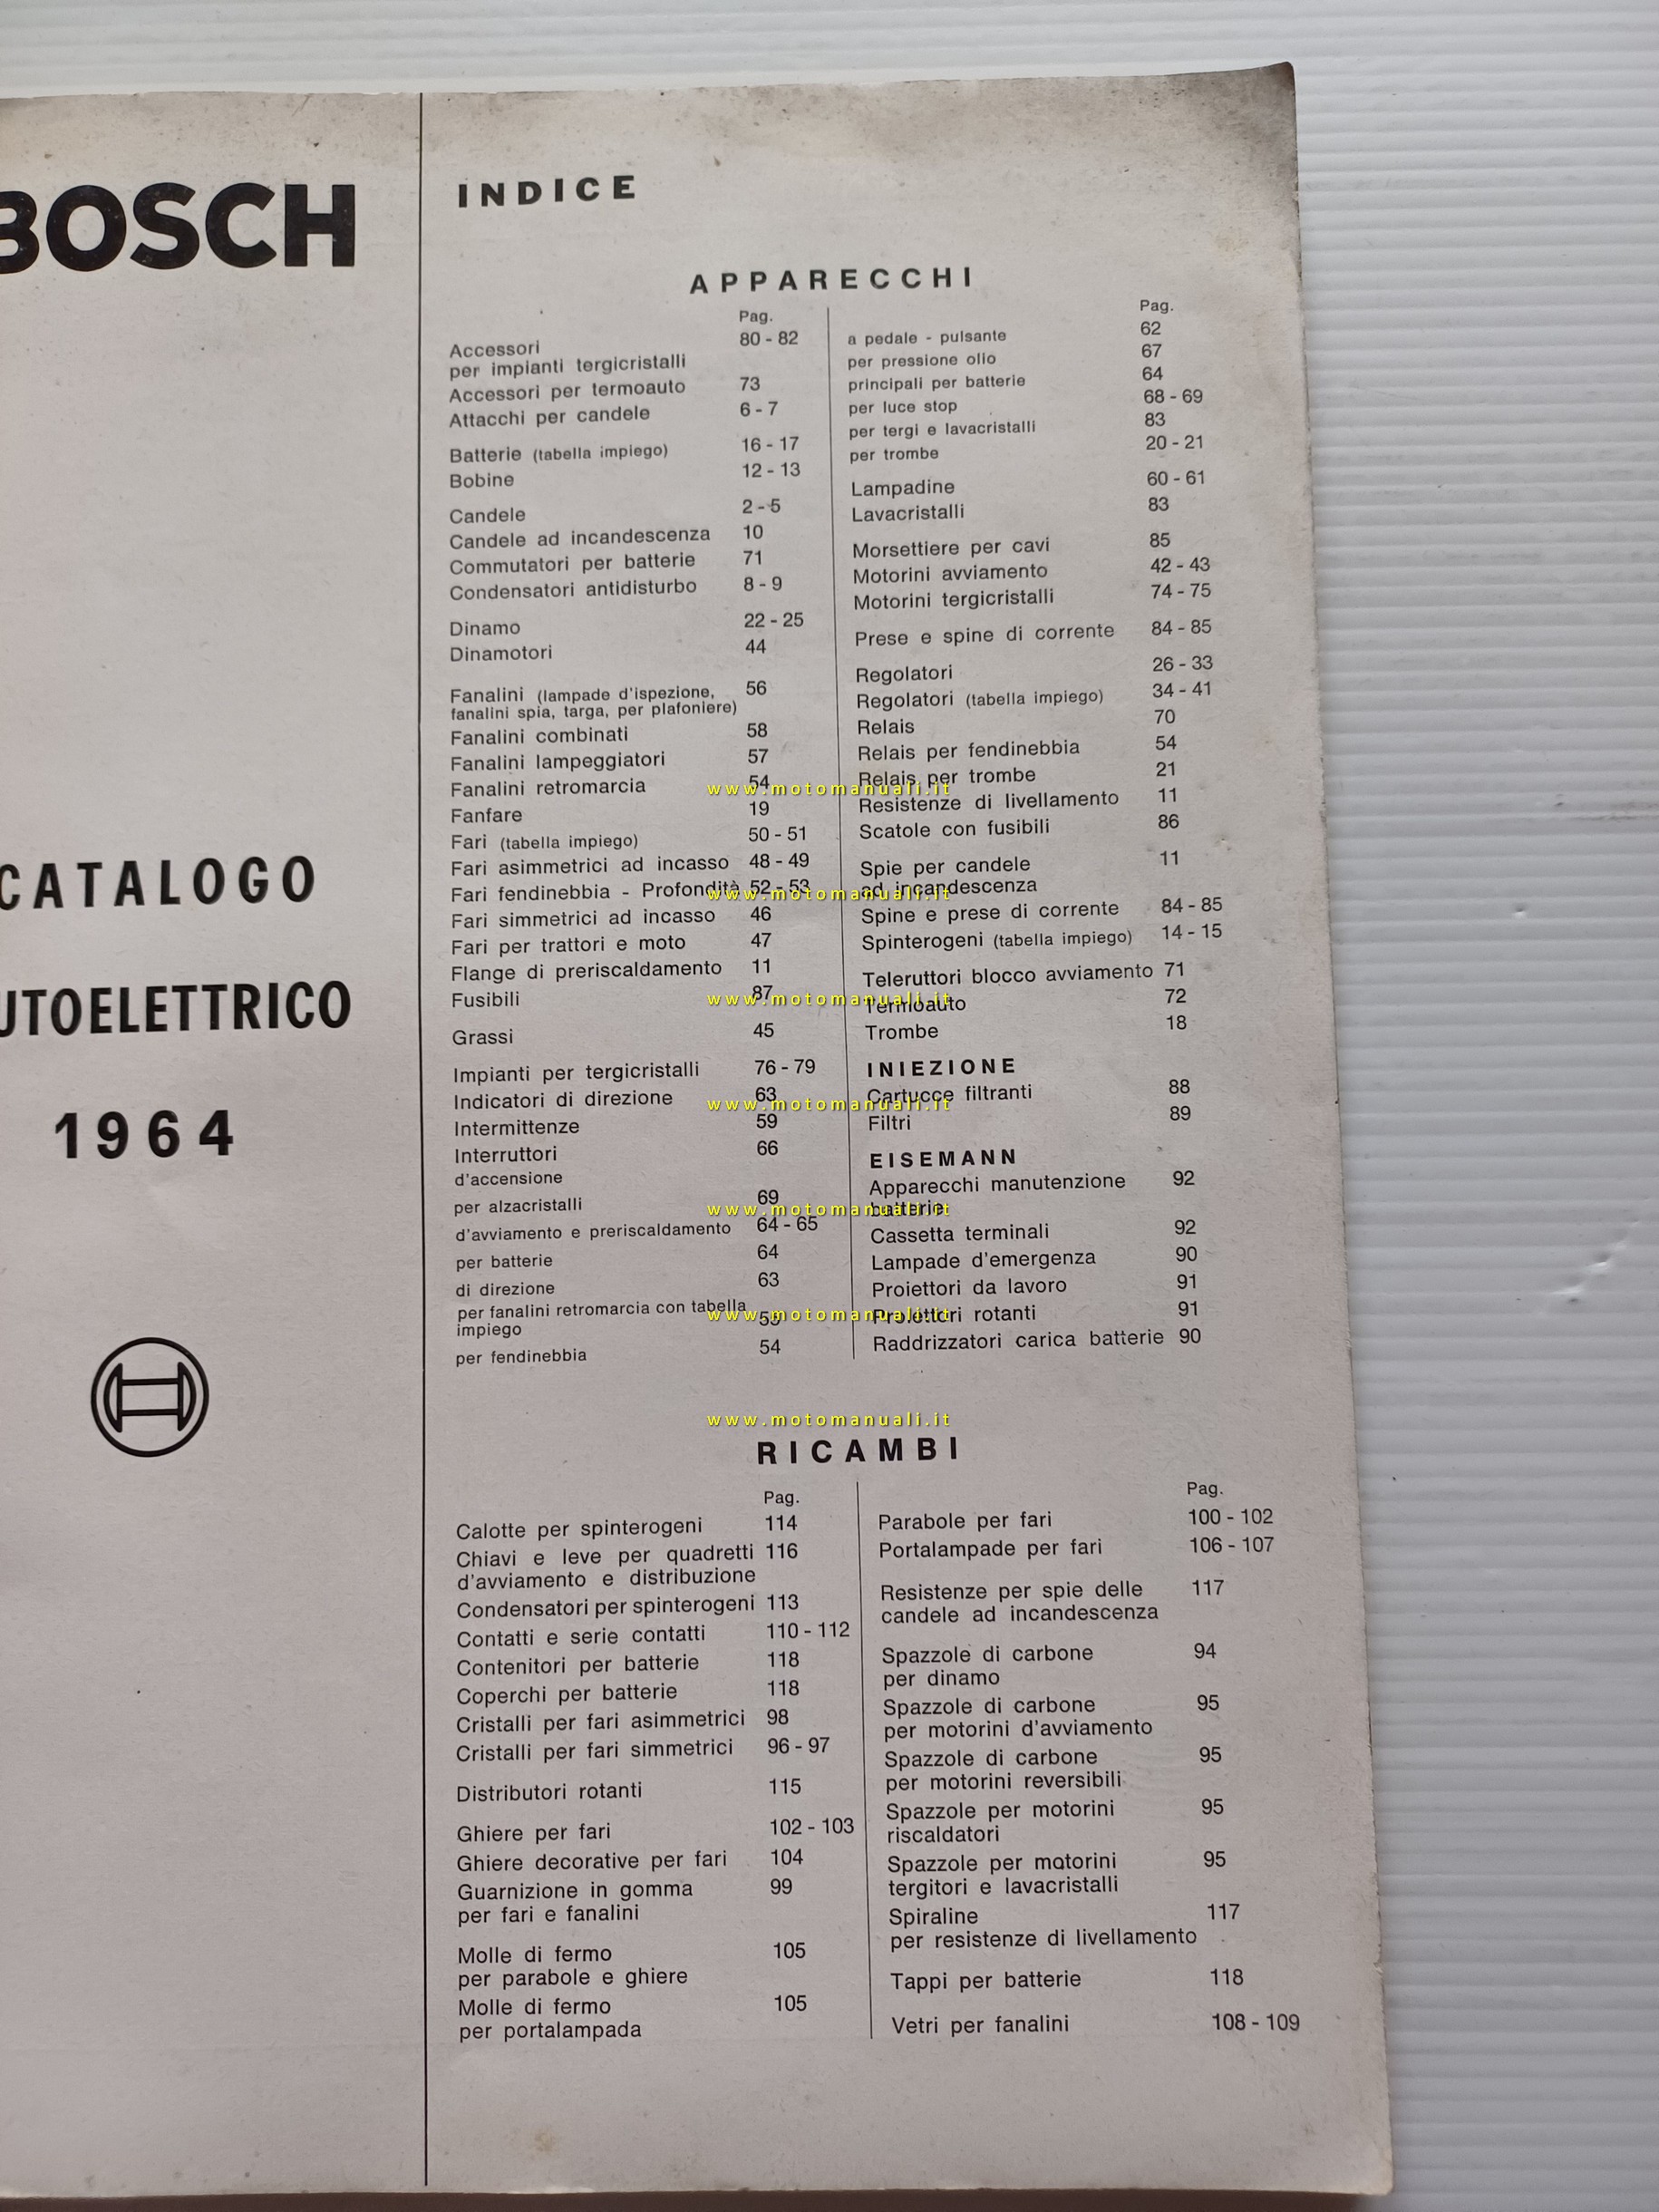 BOSCH
CATALOGO
UTOELETTRICO
1964
INDICE
APPARECCHI
Pag.
Accessori 80 - 82
per impianti tergicristalli
Accessori per termoauto 73
Attacchi per candele 6 - 7
Batterie (tabella impiego) 16 - 17
Bobine 12 - 13
Candele 2 - 5
Candele ad incandescenza 10
Commutatori per batterie 71
Condensatori antidisturbo 8 - 9
Dinamo 22 - 25
Dinamotori 44
Fanalini (lampade d'ispezione, 56
fanalini spia, targa, per plafoniere)
Fanalini combinati 58
Fanalini lampeggiatori 57
Fanalini retromarcia 54
Fanfare 19
Fari (tabella impiego) 50 - 51
Fari asimmetrici ad incasso 48 - 49
Fari fendinebbia - Profondità 52 - 53
Fari simmetrici ad incasso 46
Fari per trattori e moto 47
Flange di preriscaldamento 11
Fusibili 87
Grassi 45
Impianti per tergicristalli 76 - 79
Indicatori di direzione 63
Intermittenze 59
Interruttori 66
d'accensione
per alzacristalli 69
d'avviamento e preriscaldamento 64 - 65
per batterie 64
di direzione 63
per fanalini retromarcia con tabella
impiego 55
per fendinebbia 54
Pag.
a pedale - pulsante 62
per pressione olio 67
principali per batterie 64
per luce stop 68 - 69
per tergi e lavacristalli 83
per trombe 20 - 21
Lampadine 60 - 61
Lavacristalli 83
Morsettiere per cavi 85
Motorini avviamento 42 - 43
Motorini tergicristalli 74 - 75
Prese e spine di corrente 84 - 85
Regolatori 26 - 33
Regolatori (tabella impiego) 34 - 41
Relais 70
Relais per fendinebbia 54
Relais per trombe 21
Resistenze di livellamento 11
Scatole con fusibili 86
Spie per candele 11
ad incandescenza
Spine e prese di corrente 84 - 85
Spinterogeni (tabella impiego) 14 - 15
Teleruttori blocco avviamento 71
Termoauto 72
Trombe 18
INIEZIONE
Cartucce filtranti 88
Filtri 89
EISEMANN
Apparecchi manutenzione 92
batterie
Cassetta terminali 92
Lampade d'emergenza 90
Proiettori da lavoro 91
Proiettori rotanti 91
Raddrizzatori carica batterie 90
www.motomanuali.it
www.motomanuali.it
www.motomanuali.it
www.motomanuali.it
www.motomanuali.it
www.motomanuali.it
www.motomanuali.it
RICAMBI
Pag.
Calotte per spinterogeni 114
Chiavi e leve per quadretti 116
d'avviamento e distribuzione
Condensatori per spinterogeni 113
Contatti e serie contatti 110 - 112
Contenitori per batterie 118
Coperchi per batterie 118
Cristalli per fari asimmetrici 98
Cristalli per fari simmetrici 96 - 97
Distributori rotanti 115
Ghiere per fari 102 - 103
Ghiere decorative per fari 104
Guarnizione in gomma 99
per fari e fanalini
Molle di fermo 105
per parabole e ghiere
Molle di fermo 105
per portalampada
Pag.
Parabole per fari 100 - 102
Portalampade per fari 106 - 107
Resistenze per spie delle 117
candele ad incandescenza
Spazzole di carbone 94
per dinamo
Spazzole di carbone 95
per motorini d'avviamento
Spazzole di carbone 95
per motorini reversibili
Spazzole per motorini 95
riscaldatori
Spazzole per motorini 95
tergitori e lavacristalli
Spiraline 117
per resistenze di livellamento
Tappi per batterie 118
Vetri per fanalini 108 - 109